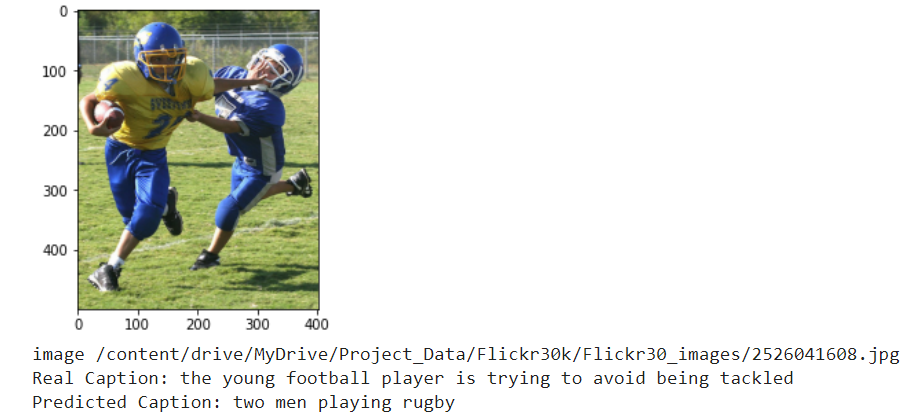 0
100
200
300
400
0 100 200 300 400
image /content/drive/MyDrive/Project_Data/Flickr30k/Flickr30_images/2526041608.jpg
Real Caption: the young football player is trying to avoid being tackled
Predicted Caption: two men playing rugby